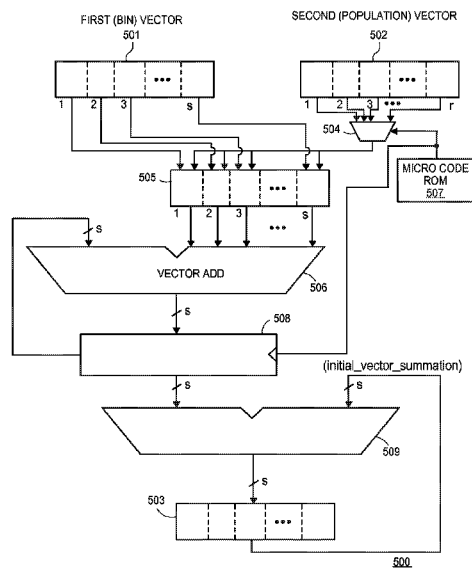 FIRST (BIN) VECTOR
501
SECOND (POPULATION) VECTOR
502
•••
•••
1 2 3 s
1 2 3 ••• r
504
505
•••
MICRO CODE
ROM
507
1 2 3 ••• s
s
VECTOR ADD
506
s
s
508
(initial_vector_summation)
s
s
509
s
503
•••
500